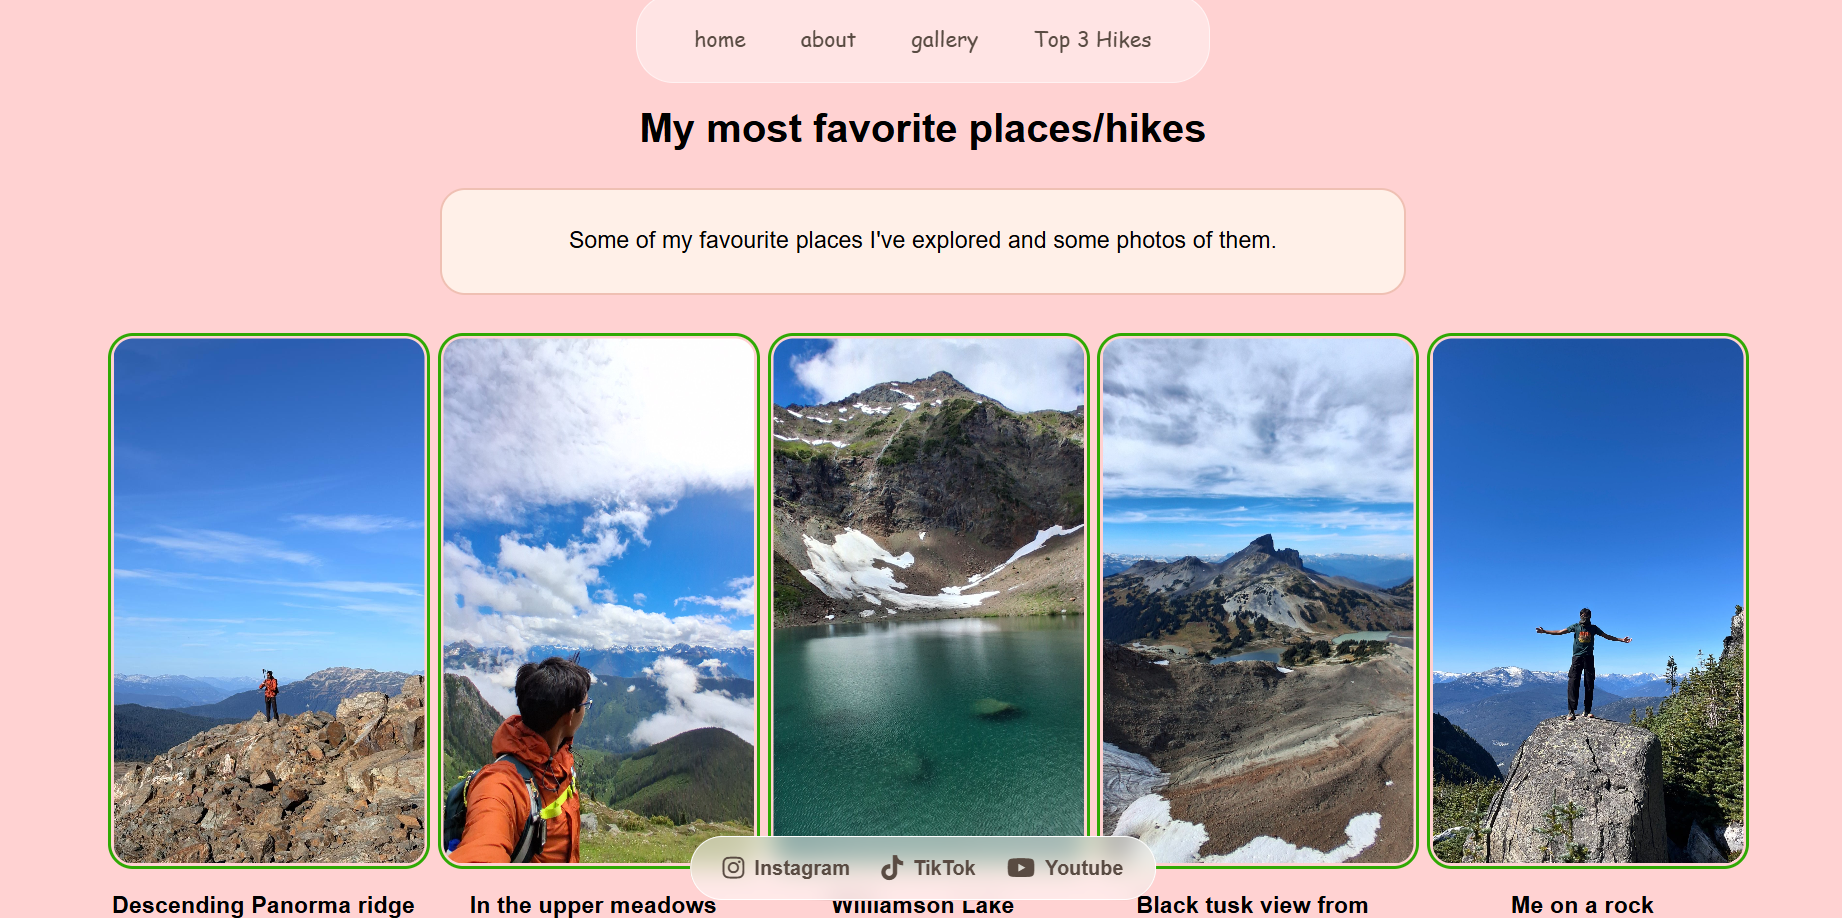 home about gallery Top 3 Hikes
My most favorite places/hikes
Some of my favourite places I've explored and some photos of them.
Instagram TikTok Youtube
Descending Panorma ridge
In the upper meadows
Williamson Lake
Black tusk view from
Me on a rock